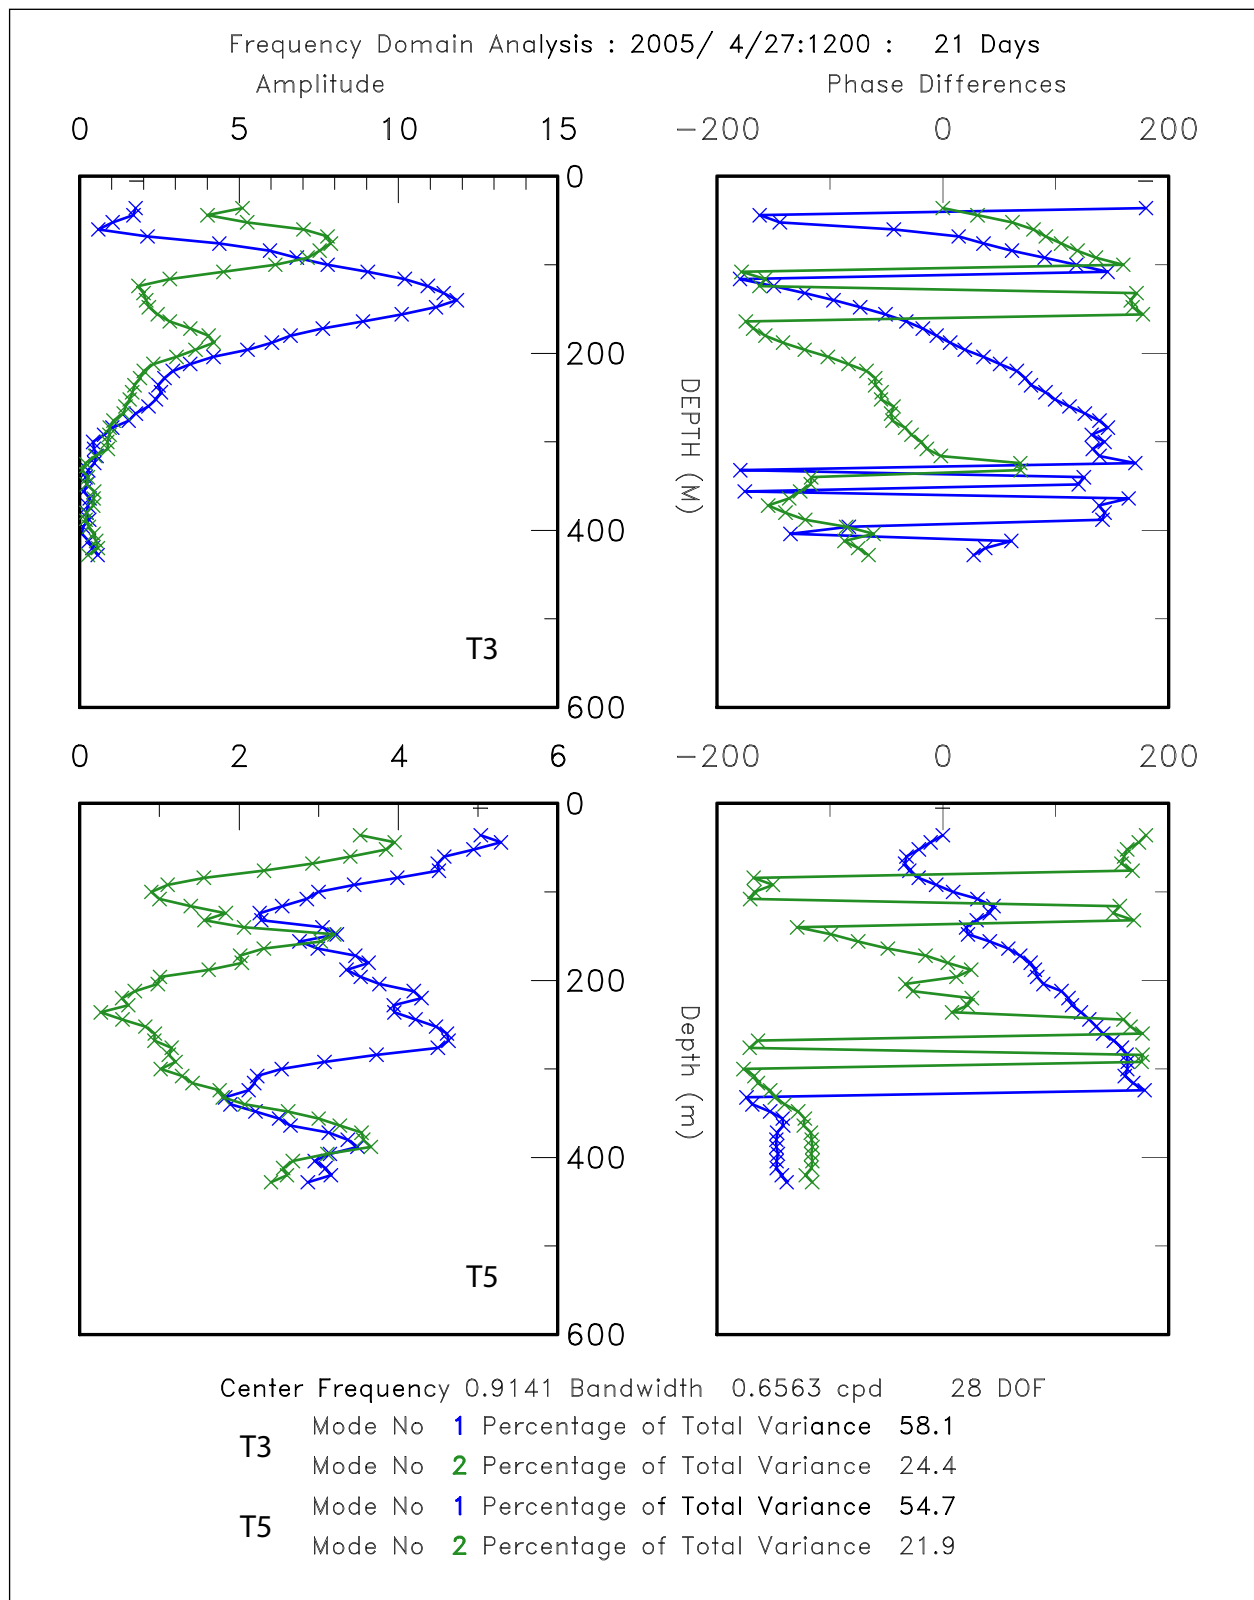 Frequency Domain Analysis : 2005/ 4/27:1200 : 21 Days
Amplitude Phase Differences
0 5 10 15 -200 0 200
0
200
DEPTH (M)
400
T3
600
0 2 4 6 -200 0 200
0
200
Depth (m)
400
T5
600
Center Frequency 0.9141 Bandwidth 0.6563 cpd 28 DOF
T3
Mode No 1 Percentage of Total Variance 58.1
Mode No 2 Percentage of Total Variance 24.4
T5
Mode No 1 Percentage of Total Variance 54.7
Mode No 2 Percentage of Total Variance 21.9